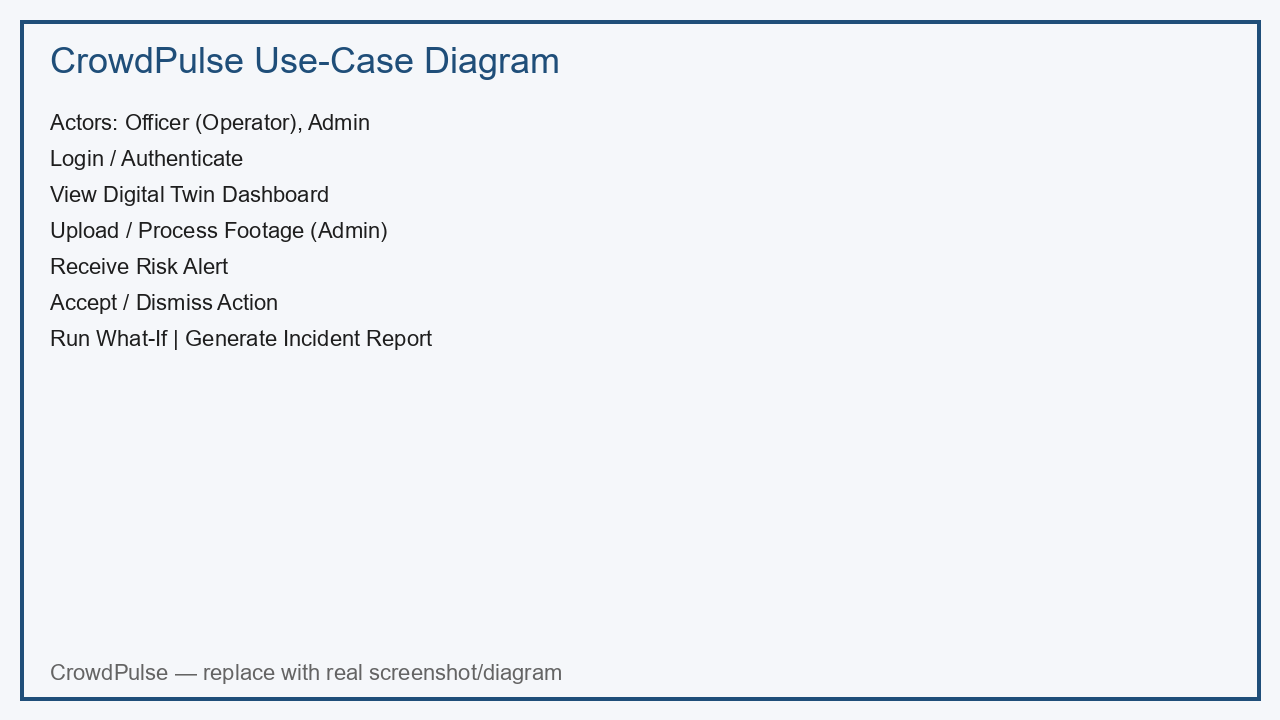 CrowdPulse Use-Case Diagram
Actors: Officer (Operator), Admin
Login / Authenticate
View Digital Twin Dashboard
Upload / Process Footage (Admin)
Receive Risk Alert
Accept / Dismiss Action
Run What-If | Generate Incident Report
CrowdPulse — replace with real screenshot/diagram